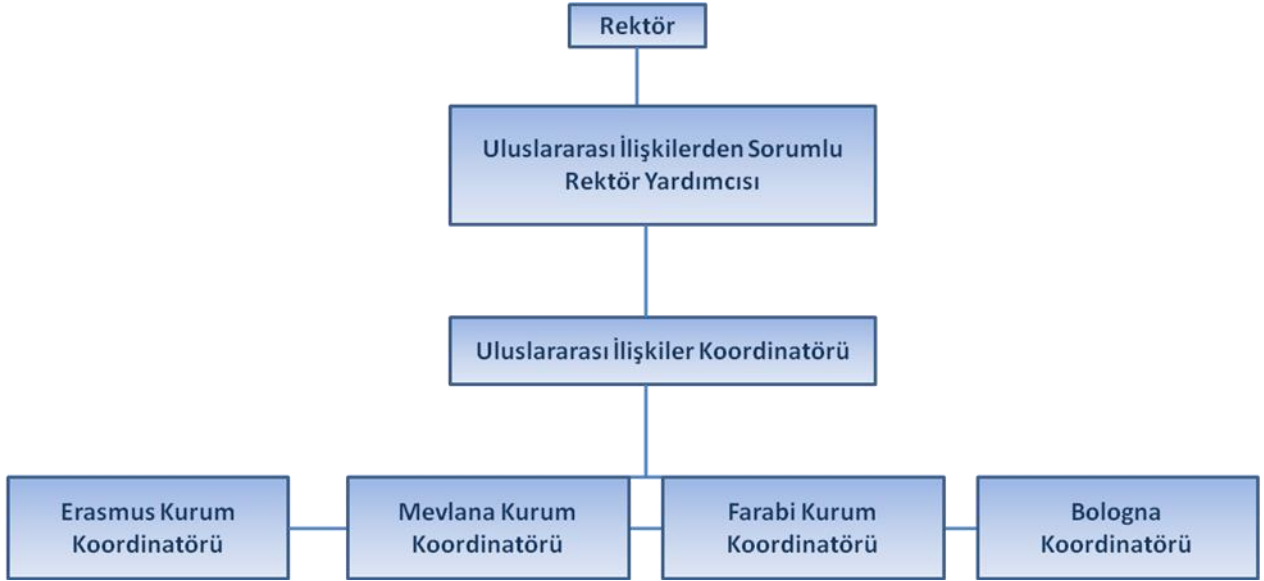 Rektör
Uluslararası İlişkilerden Sorumlu
Rektör Yardımcısı
Uluslararası İlişkiler Koordinatörü
Erasmus Kurum
Koordinatörü
Mevlana Kurum
Koordinatörü
Farabi Kurum
Koordinatörü
Bologna
Koordinatörü